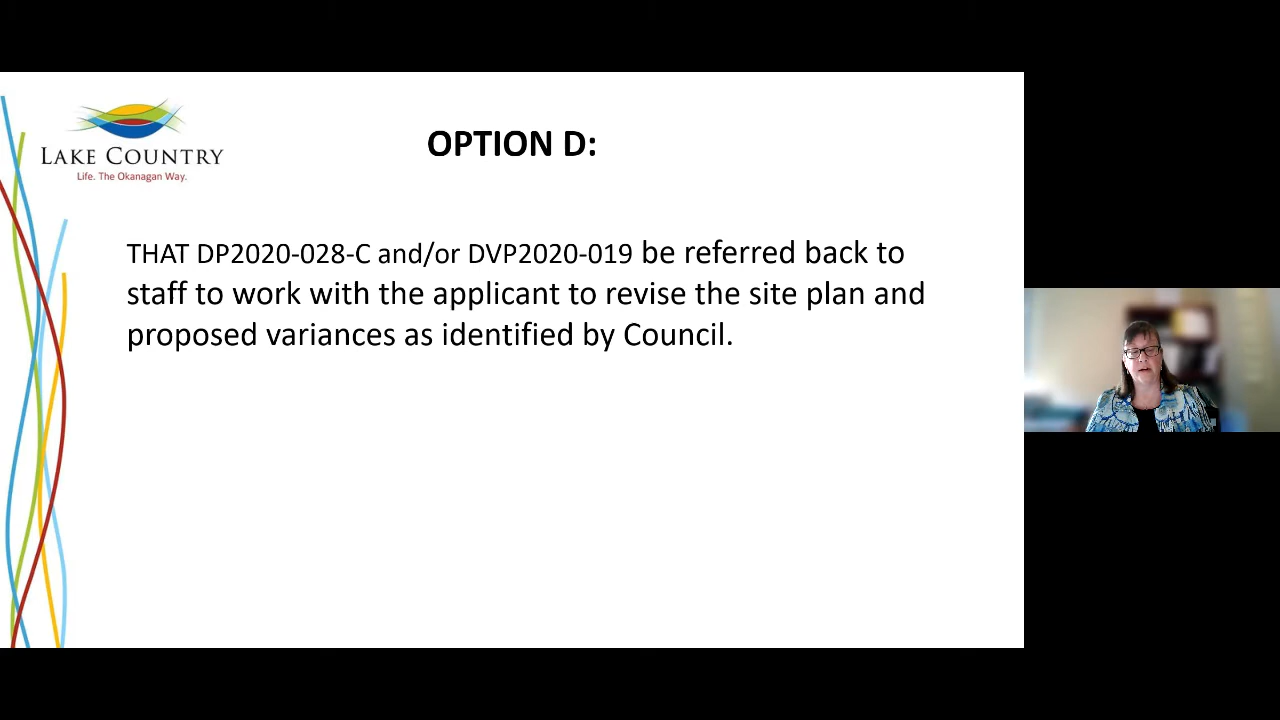 LAKE COUNTRY
Life. The Okanagan Way.
OPTION D:
THAT DP2020-028-C and/or DVP2020-019 be referred back to
staff to work with the applicant to revise the site plan and
proposed variances as identified by Council.